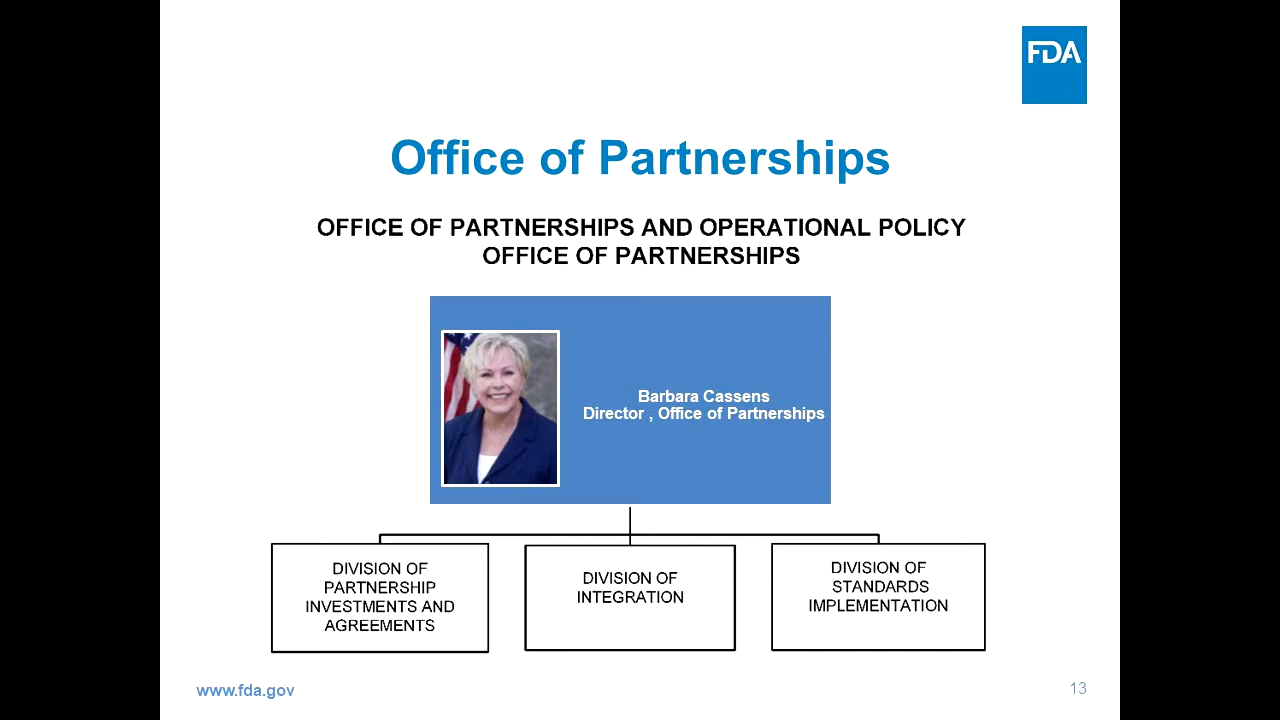 FDA
Office of Partnerships
OFFICE OF PARTNERSHIPS AND OPERATIONAL POLICY
OFFICE OF PARTNERSHIPS
Barbara Cassens
Director , Office of Partnerships
DIVISION OF
PARTNERSHIP
INVESTMENTS AND
AGREEMENTS
DIVISION OF
INTEGRATION
DIVISION OF
STANDARDS
IMPLEMENTATION
www.fda.gov
13